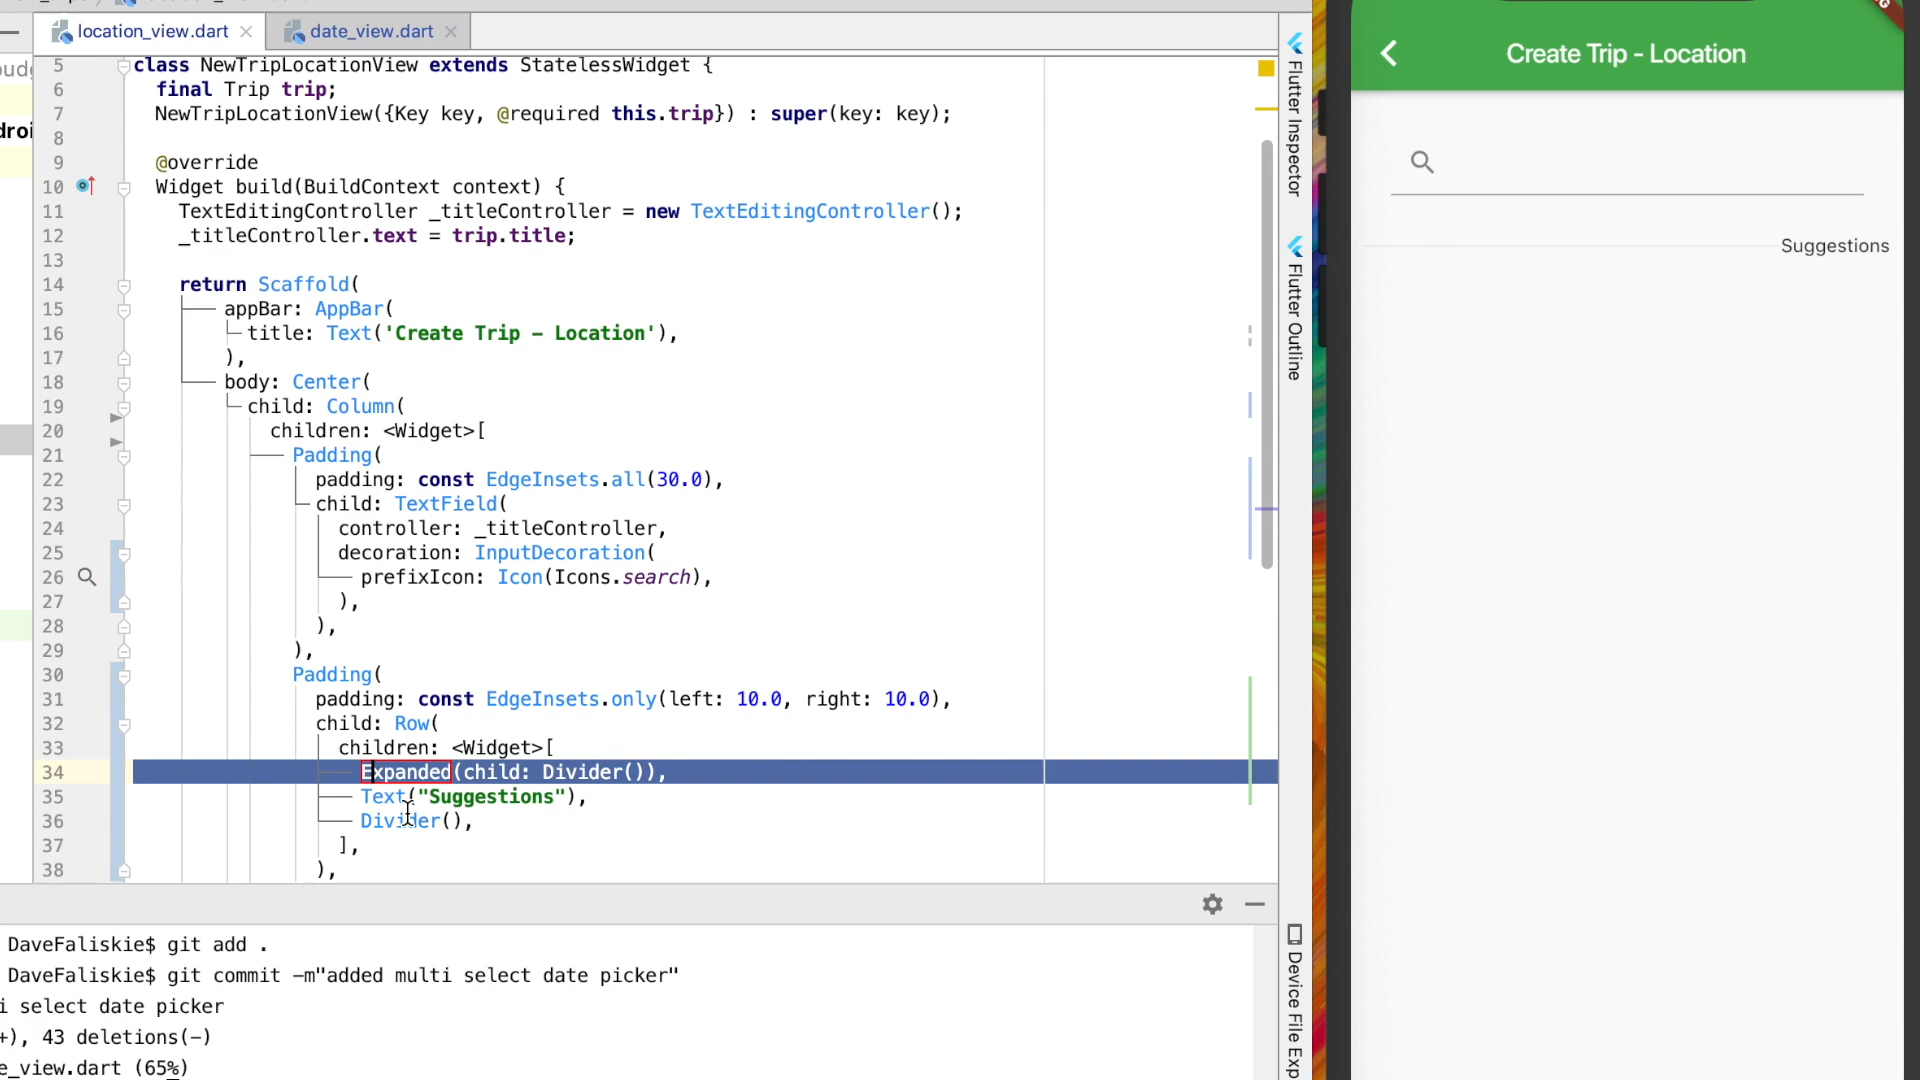 location_view.dart
date_view.dart
5 class NewTripLocationView extends StatelessWidget {
6 final Trip trip;
7 NewTripLocationView({Key key, @required this.trip}) : super(key: key);
8
9 @override
10 Widget build(BuildContext context) {
11 TextEditingController _titleController = new TextEditingController();
12 _titleController.text = trip.title;
13
14 return Scaffold(
15 appBar: AppBar(
16 title: Text('Create Trip – Location'),
17 ),
18 body: Center(
19 child: Column(
20 children: <Widget>[
21 Padding(
22 padding: const EdgeInsets.all(30.0),
23 child: TextField(
24 controller: _titleController,
25 decoration: InputDecoration(
26 prefixIcon: Icon(Icons.search),
27 ),
28 ),
29 ),
30 Padding(
31 padding: const EdgeInsets.only(left: 10.0, right: 10.0),
32 child: Row(
33 children: <Widget>[
34 Expanded(child: Divider()),
35 Text("Suggestions"),
36 Divider(),
37 ],
38 ),
DaveFaliskie$ git add .
DaveFaliskie$ git commit –m"added multi select date picker"
i select date picker
+), 43 deletions(–)
e_view.dart (65%)
Flutter Inspector
Flutter Outline
Device File Exp
Create Trip - Location
Suggestions